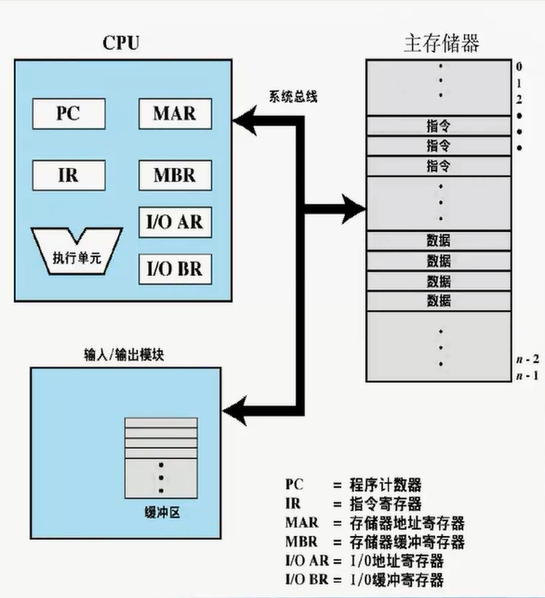 CPU
主存储器
系统总线
PC
MAR
IR
MBR
I/O AR
执行单元
I/O BR
0
1
2
指令
指令
指令
数据
数据
数据
数据
n - 2
n - 1
输入/输出模块
缓冲区
PC = 程序计数器
IR = 指令寄存器
MAR = 存储器地址寄存器
MBR = 存储器缓冲寄存器
I/O AR = I/O地址寄存器
I/O BR = I/O缓冲寄存器